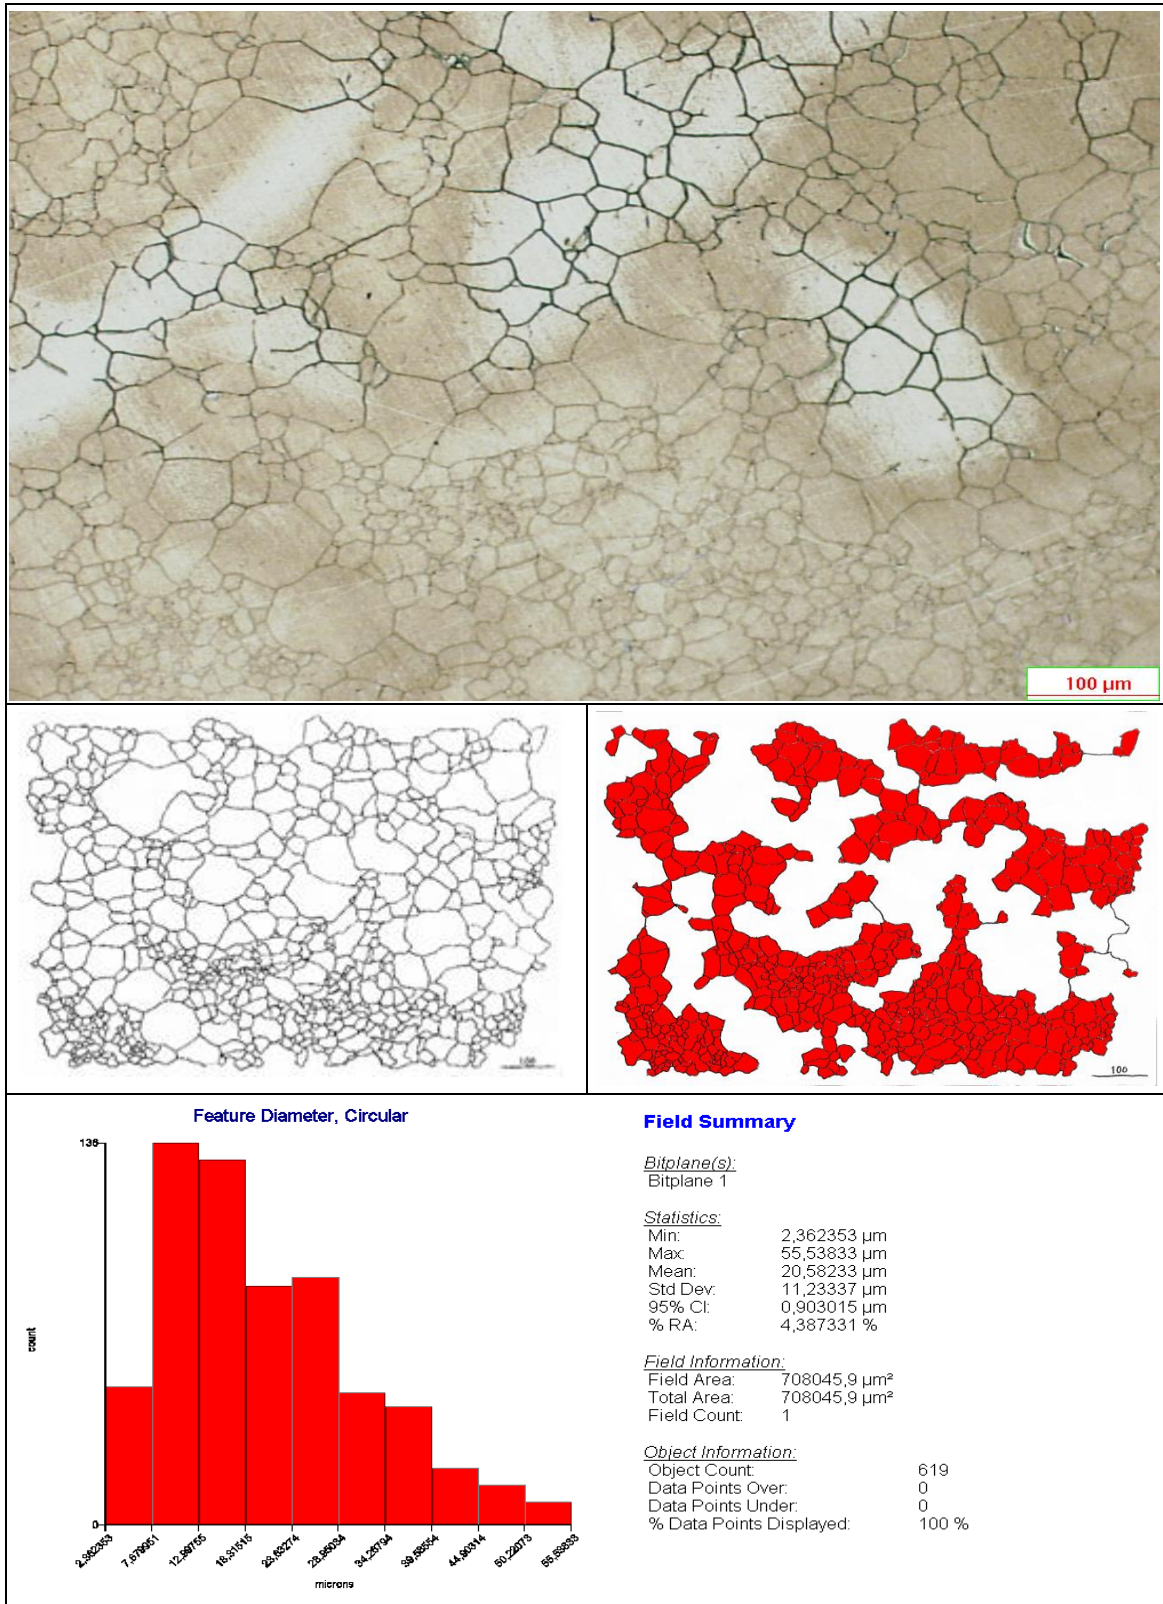 100 µm
100
100
Feature Diameter, Circular
136
count
0
2,362353 7,679951 12,99755 18,31515 23,63274 28,95034 34,26794 39,58554 44,90314 50,22073 55,53833
microns
Field Summary
Bitplane(s):
Bitplane 1
Statistics:
Min: 2,362353 µm
Max: 55,53833 µm
Mean: 20,58233 µm
Std Dev: 11,23337 µm
95% CI: 0,903015 µm
% RA: 4,387331 %
Field Information:
Field Area: 708045,9 µm²
Total Area: 708045,9 µm²
Field Count: 1
Object Information:
Object Count: 619
Data Points Over: 0
Data Points Under: 0
% Data Points Displayed: 100 %